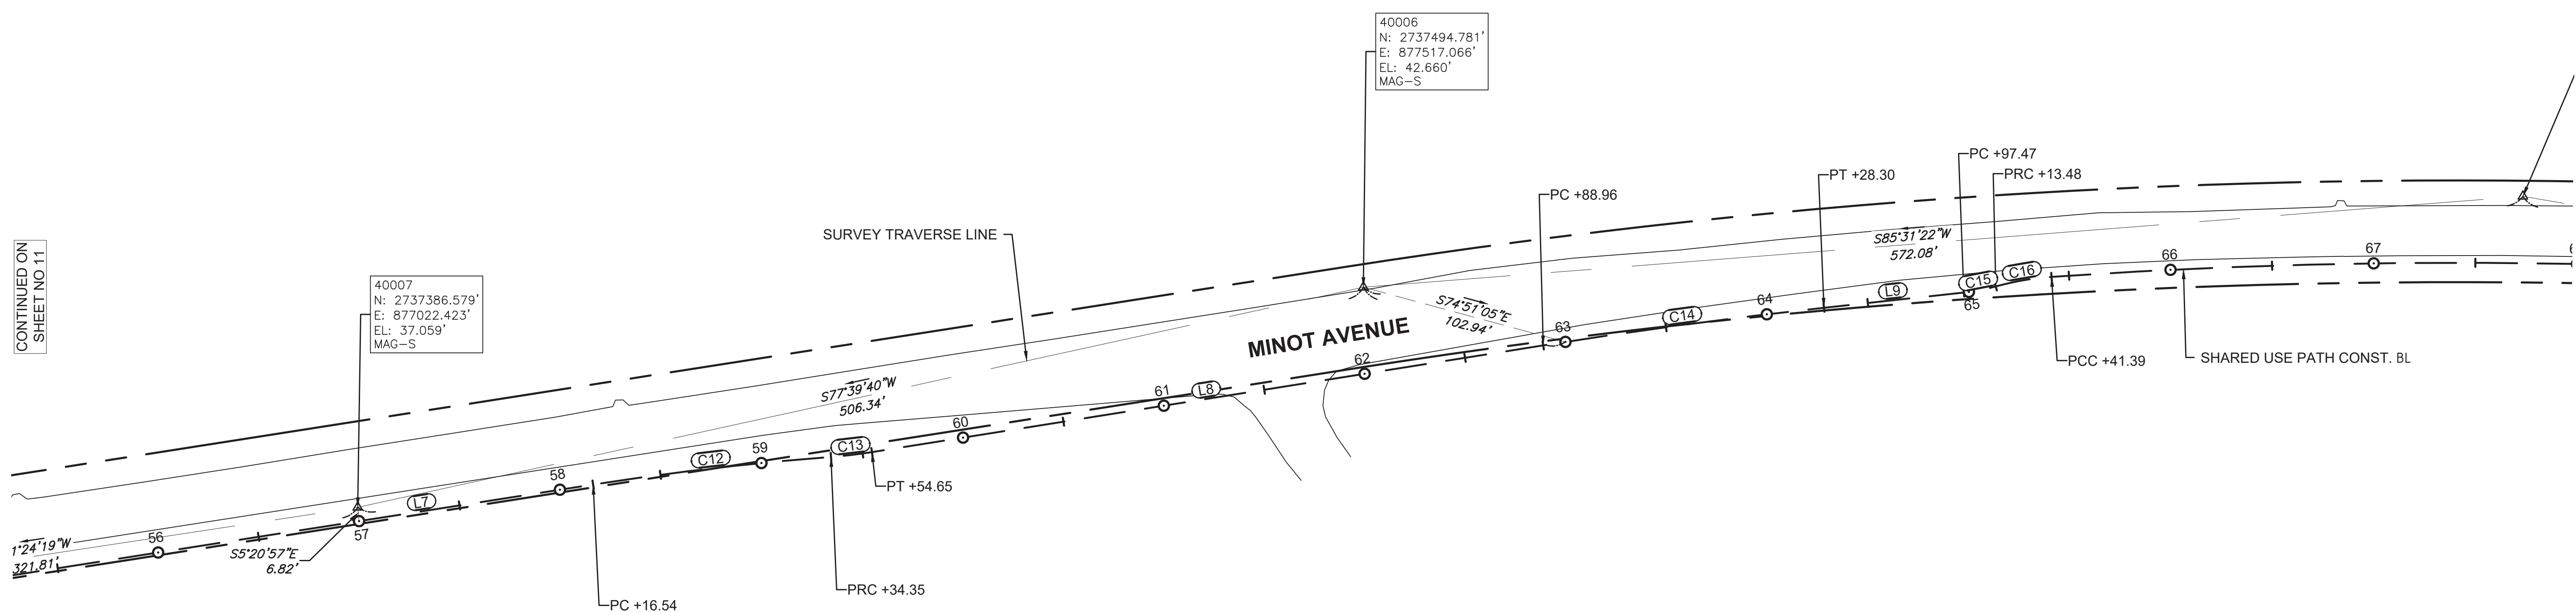 CONTINUED ON
SHEET NO 11
40006
N: 2737494.781'
E: 877517.066'
EL: 42.660'
MAG-S
40007
N: 2737386.579'
E: 877022.423'
EL: 37.059'
MAG-S
SURVEY TRAVERSE LINE
PC +88.96
PT +28.30
PC +97.47
PRC +13.48
S85°31'22"W
572.08'
S74°51'05"E
102.94'
MINOT AVENUE
S77°39'40"W
506.34'
1°24'19"W
321.81'
S5°20'57"E
6.82'
56
57
L7
58
C12
59
C13
60
61
L8
62
63
C14
64
L9
65
C15
C16
66
67
PC +16.54
PRC +34.35
PT +54.65
PCC +41.39
SHARED USE PATH CONST. BL